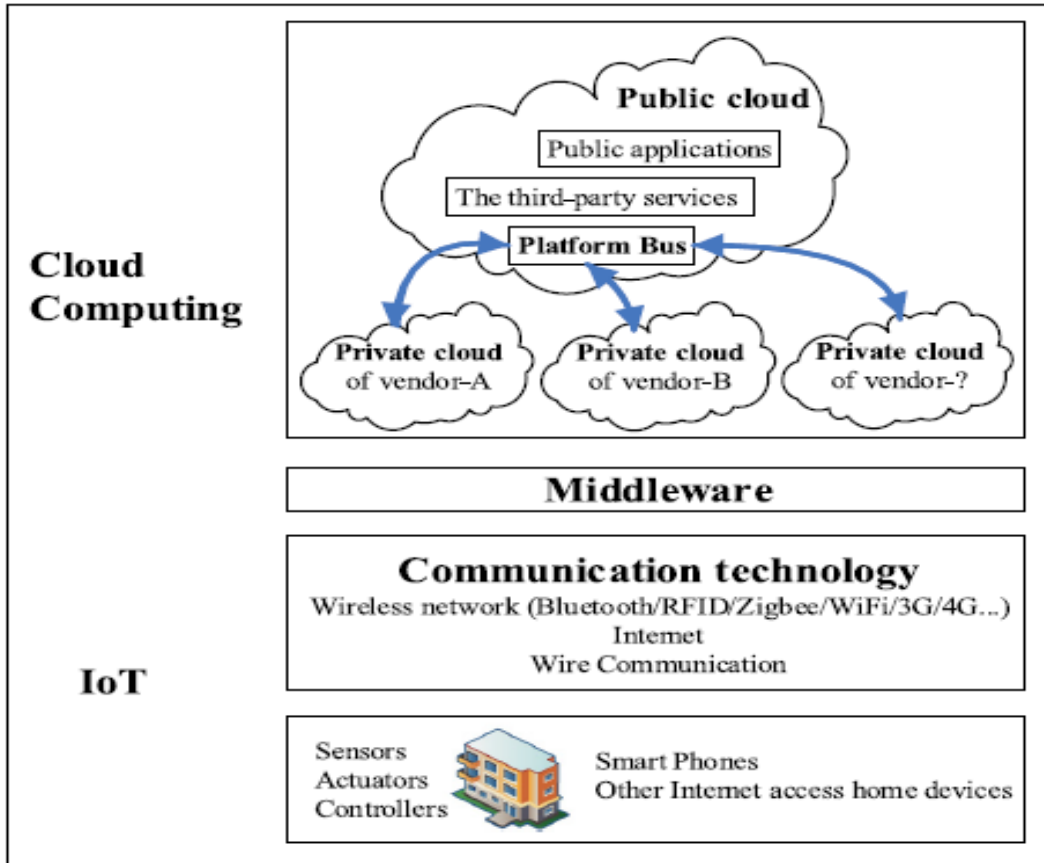 Public cloud
Public applications
The third-party services
Platform Bus
Cloud
Computing
Private cloud
of vendor-A
Private cloud
of vendor-B
Private cloud
of vendor-?
Middleware
Communication technology
Wireless network (Bluetooth/RFID/Zigbee/WiFi/3G/4G...)
Internet
Wire Communication
IoT
Sensors
Actuators
Controllers
Smart Phones
Other Internet access home devices